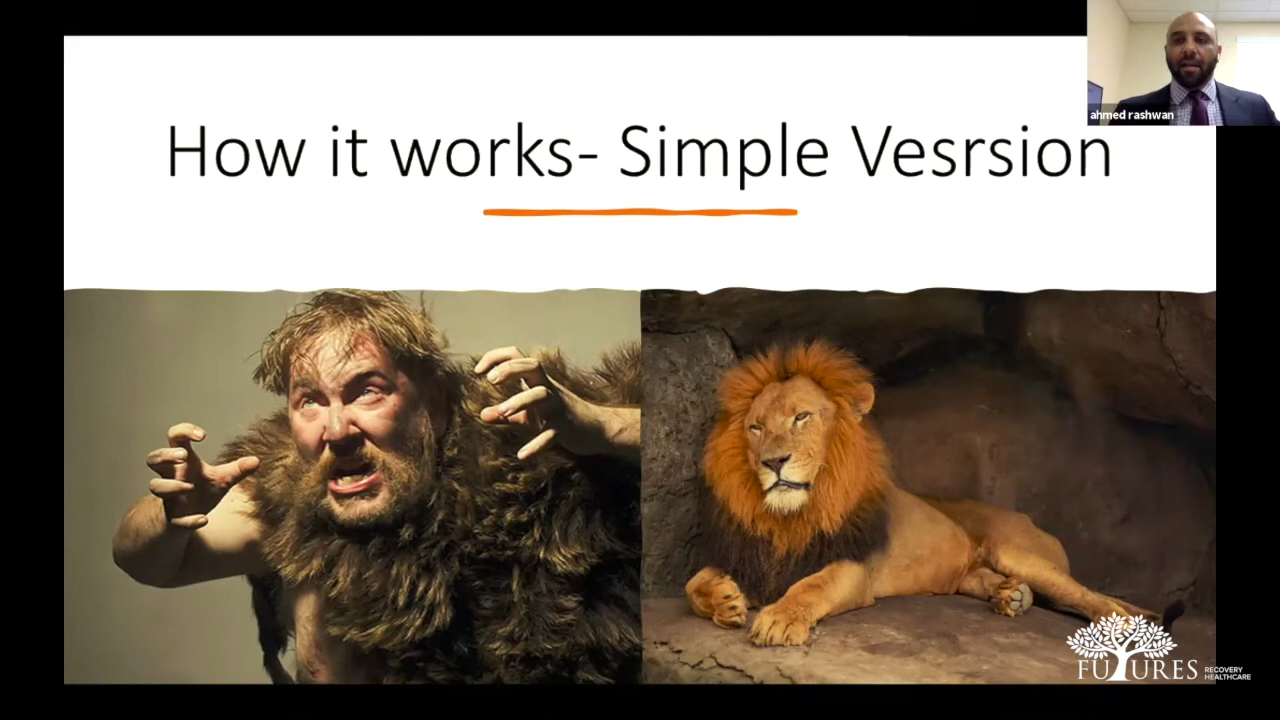 ahmed rashwan
How it works- Simple Vesrsion
FUTURES
RECOVERY
HEALTHCARE